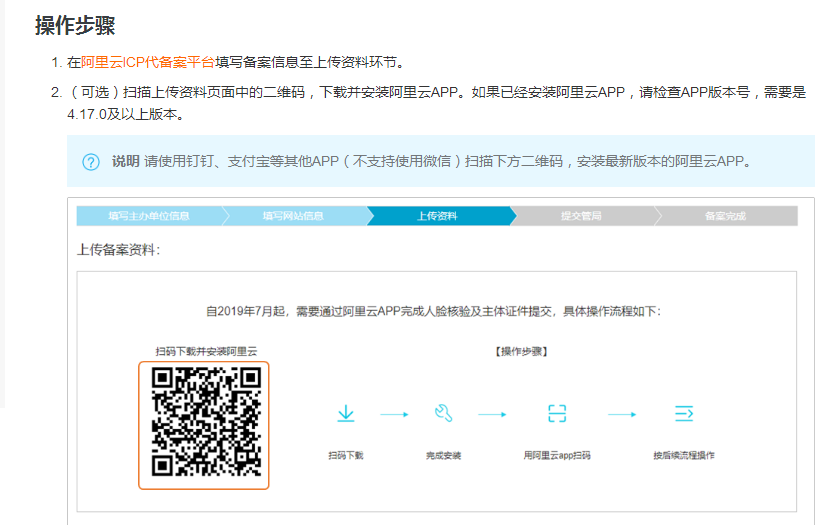 操作步骤
1. 在阿里云ICP代备案平台填写备案信息至上传资料环节。
2. （可选）扫描上传资料页面中的二维码，下载并安装阿里云APP。如果已经安装阿里云APP，请检查APP版本号，需要是
4.17.0及以上版本。
说明 请使用钉钉、支付宝等其他APP（不支持使用微信）扫描下方二维码，安装最新版本的阿里云APP。
填写主办单位信息 填写网站信息 上传资料 提交管局 备案完成
上传备案资料：
自2019年7月起，需要通过阿里云APP完成人脸核验及主体证件提交，具体操作流程如下：
扫码下载并安装阿里云 【操作步骤】
扫码下载 完成安装 用阿里云app扫码 按后续流程操作